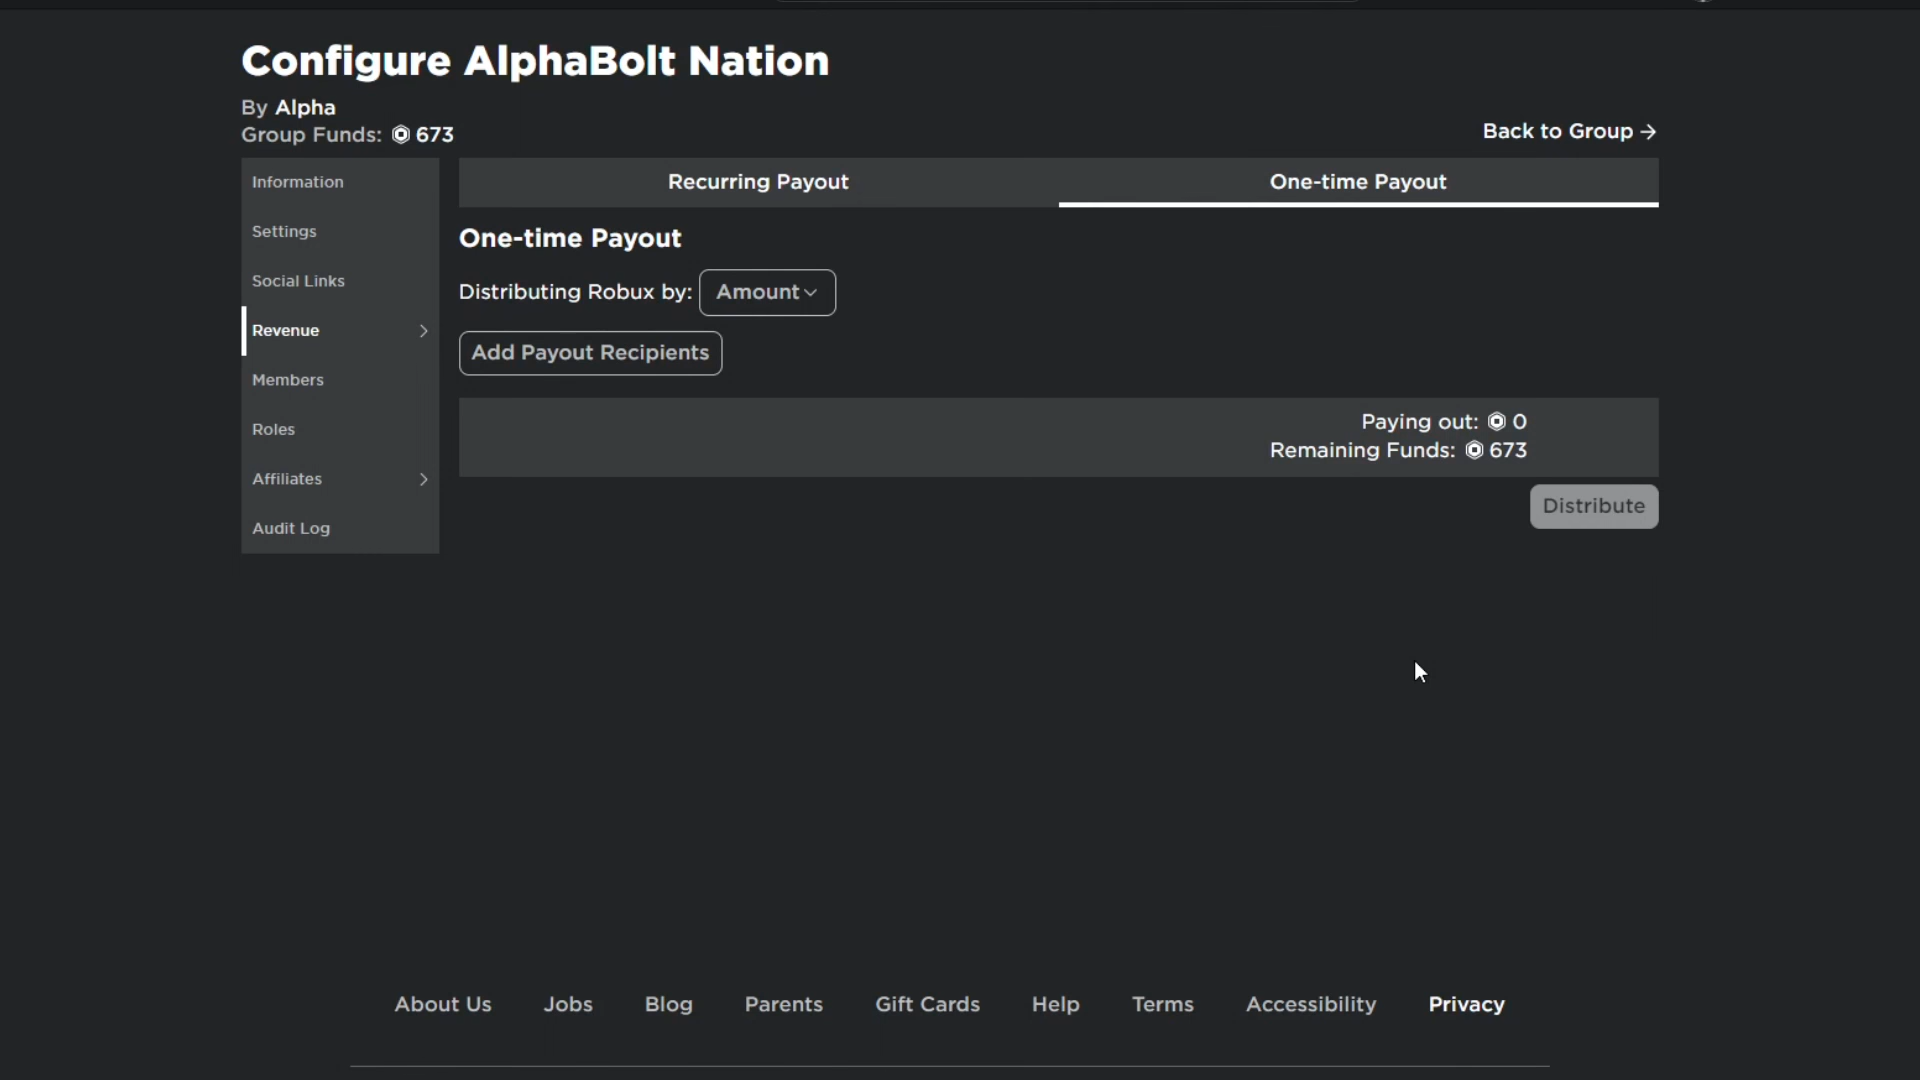 Configure AlphaBolt Nation
By Alpha
Group Funds: 673
Back to Group →
Information
Settings
Social Links
Revenue
Members
Roles
Affiliates
Audit Log
Recurring Payout
One-time Payout
One-time Payout
Distributing Robux by: Amount
Add Payout Recipients
Paying out: 0
Remaining Funds: 673
Distribute
About Us Jobs Blog Parents Gift Cards Help Terms Accessibility Privacy